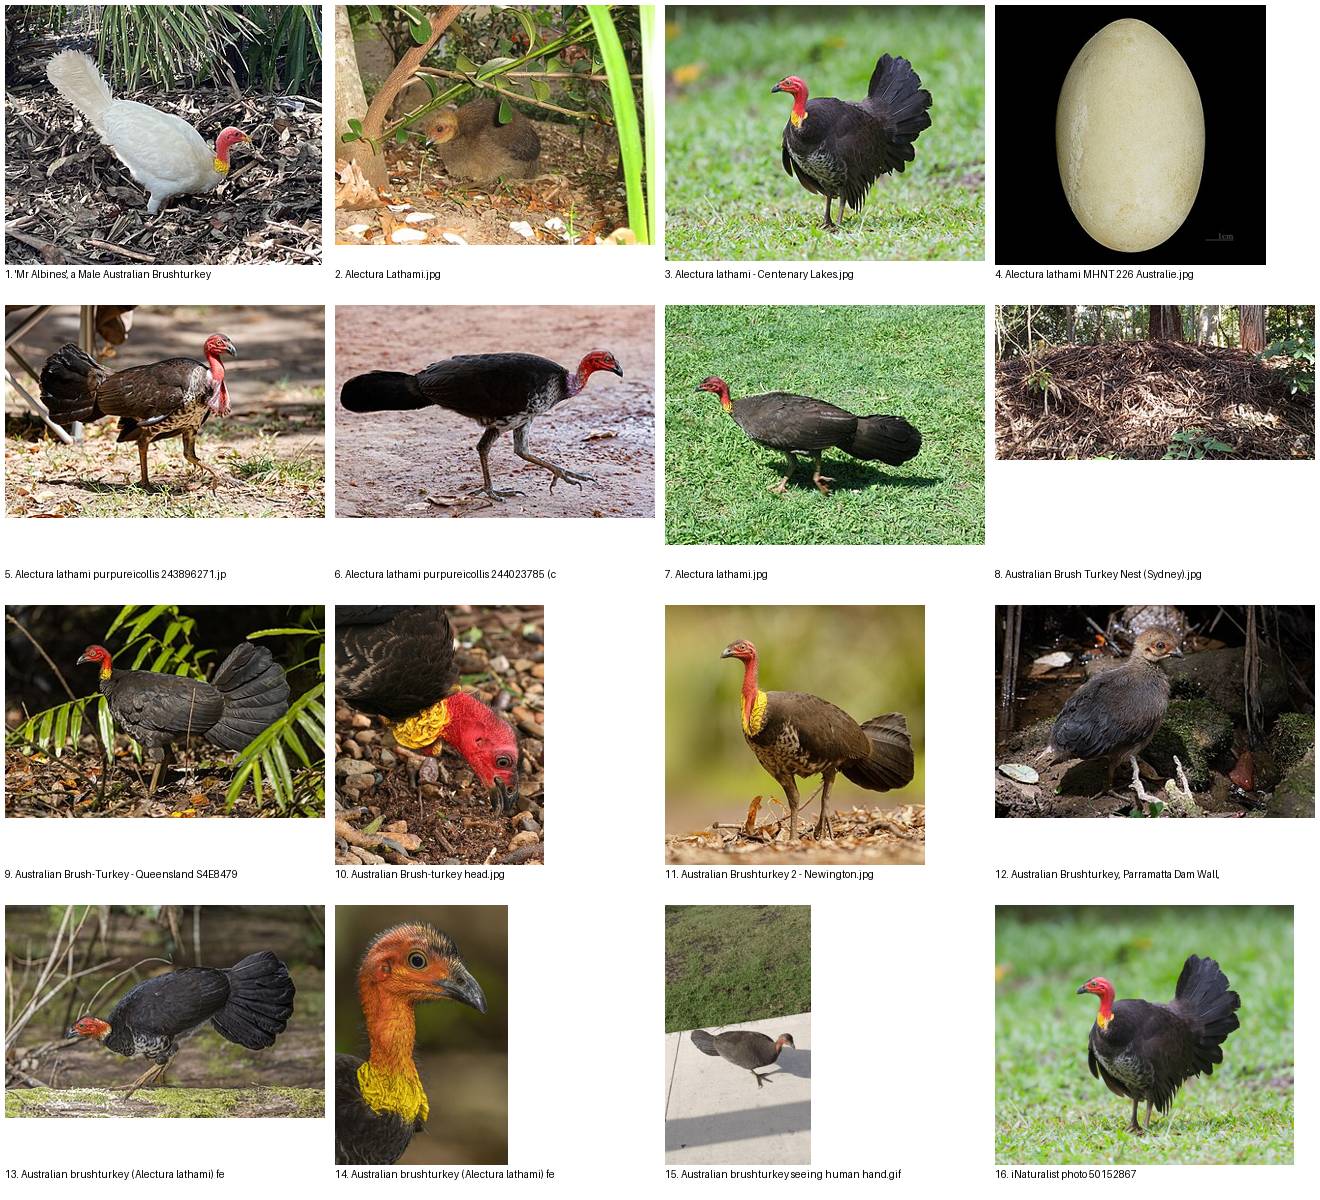 1cm
1. 'Mr Albines', a Male Australian Brushturkey
2. Alectura Lathami.jpg
3. Alectura lathami - Centenary Lakes.jpg
4. Alectura lathami MHNT 226 Australie.jpg
5. Alectura lathami purpureicollis 243896271.jp
6. Alectura lathami purpureicollis 244023785 (c
7. Alectura lathami.jpg
8. Australian Brush Turkey Nest (Sydney).jpg
9. Australian Brush-Turkey - Queensland S4E8479
10. Australian Brush-turkey head.jpg
11. Australian Brushturkey 2 - Newington.jpg
12. Australian Brushturkey, Parramatta Dam Wall,
13. Australian brushturkey (Alectura lathami) fe
14. Australian brushturkey (Alectura lathami) fe
15. Australian brushturkey seeing human hand.gif
16. iNaturalist photo 50152867